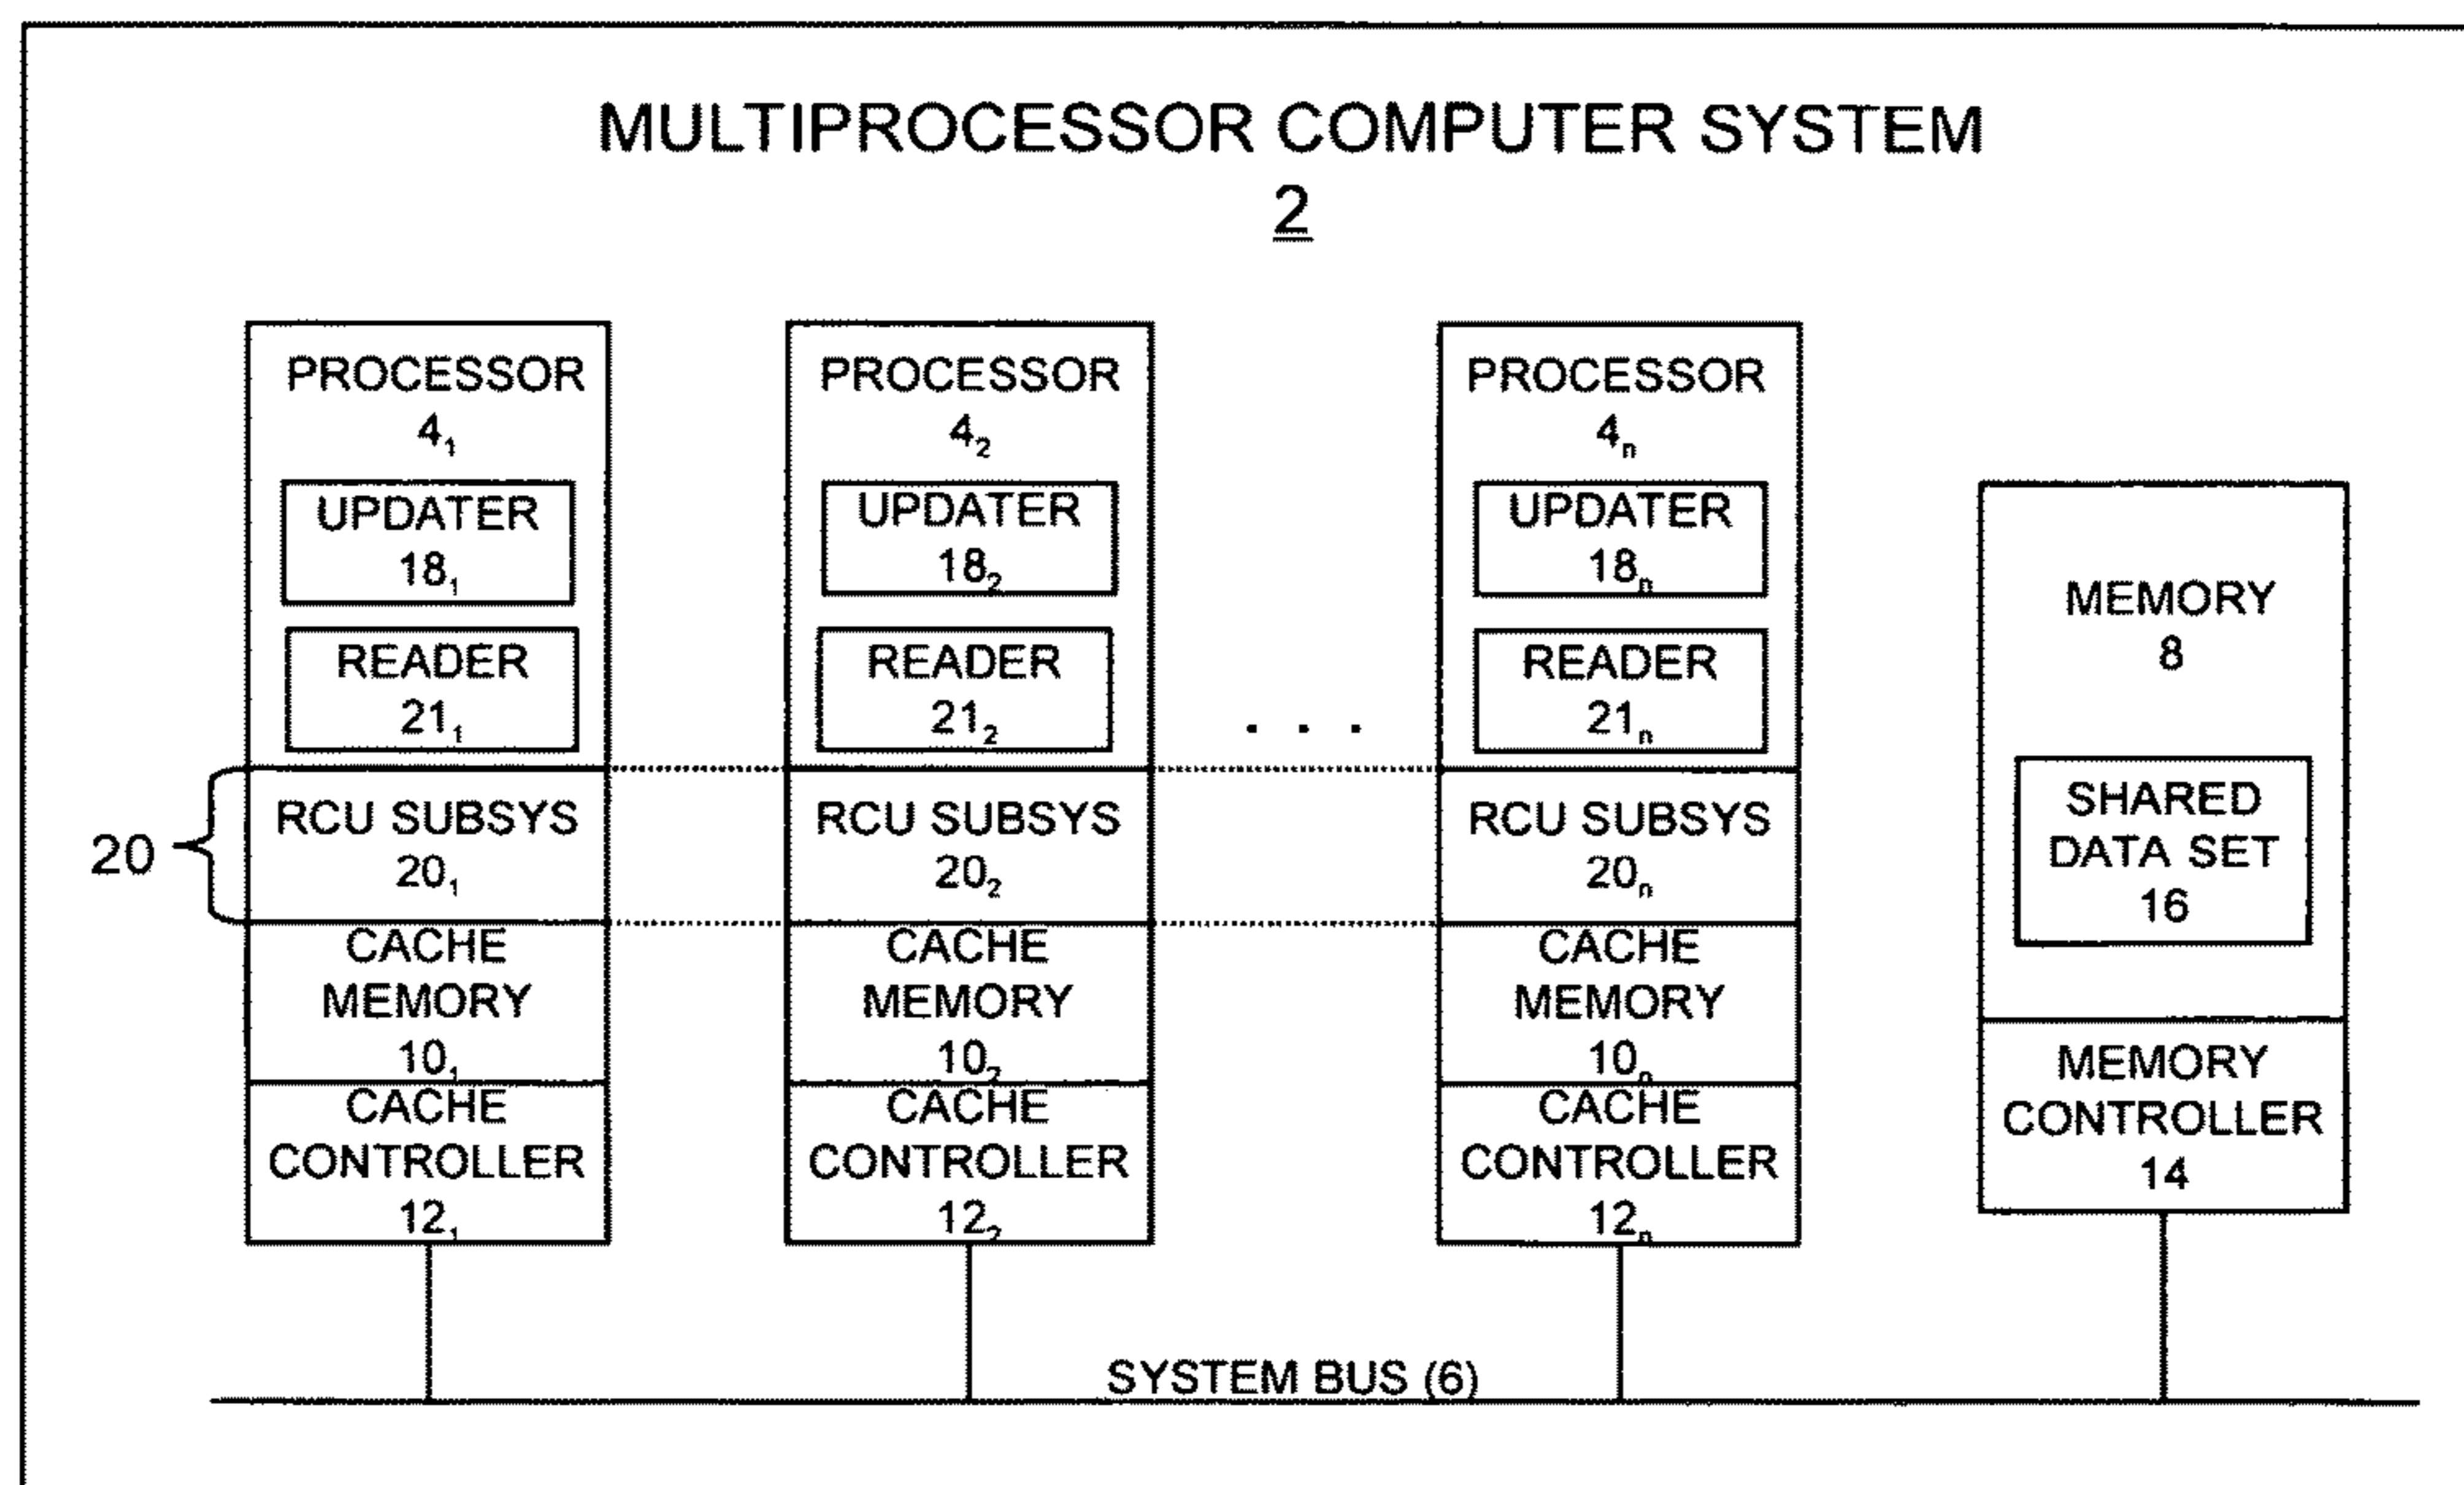 MULTIPROCESSOR COMPUTER SYSTEM
2
PROCESSOR
4₁
UPDATER
18₁
READER
21₁
RCU SUBSYS
20₁
CACHE
MEMORY
10₁
CACHE
CONTROLLER
12₁
20
PROCESSOR
4₂
UPDATER
18₂
READER
21₂
RCU SUBSYS
20₂
CACHE
MEMORY
10₂
CACHE
CONTROLLER
12₂
. . .
PROCESSOR
4ₙ
UPDATER
18ₙ
READER
21ₙ
RCU SUBSYS
20ₙ
CACHE
MEMORY
10ₙ
CACHE
CONTROLLER
12ₙ
MEMORY
8
SHARED
DATA SET
16
MEMORY
CONTROLLER
14
SYSTEM BUS (6)